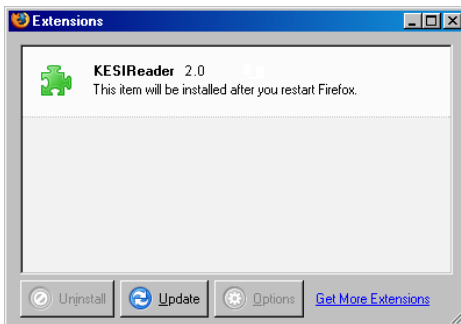 Extensions
KESIReader 2.0
This item will be installed after you restart Firefox.
Uninstall Update Options Get More Extensions